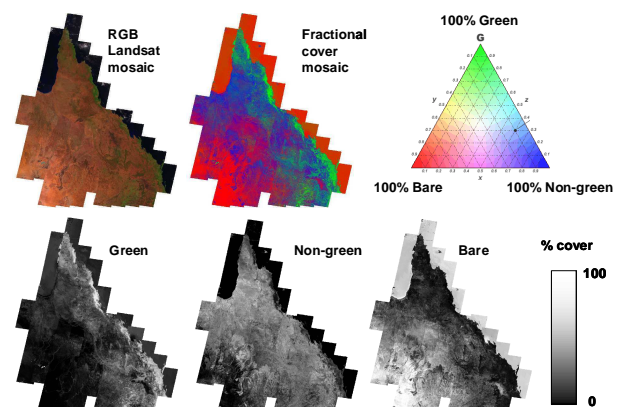 RGB
Landsat
mosaic
Fractional
cover
mosaic
100% Green
G
y
z
x
100% Bare
100% Non-green
Green
Non-green
Bare
% cover
100
0